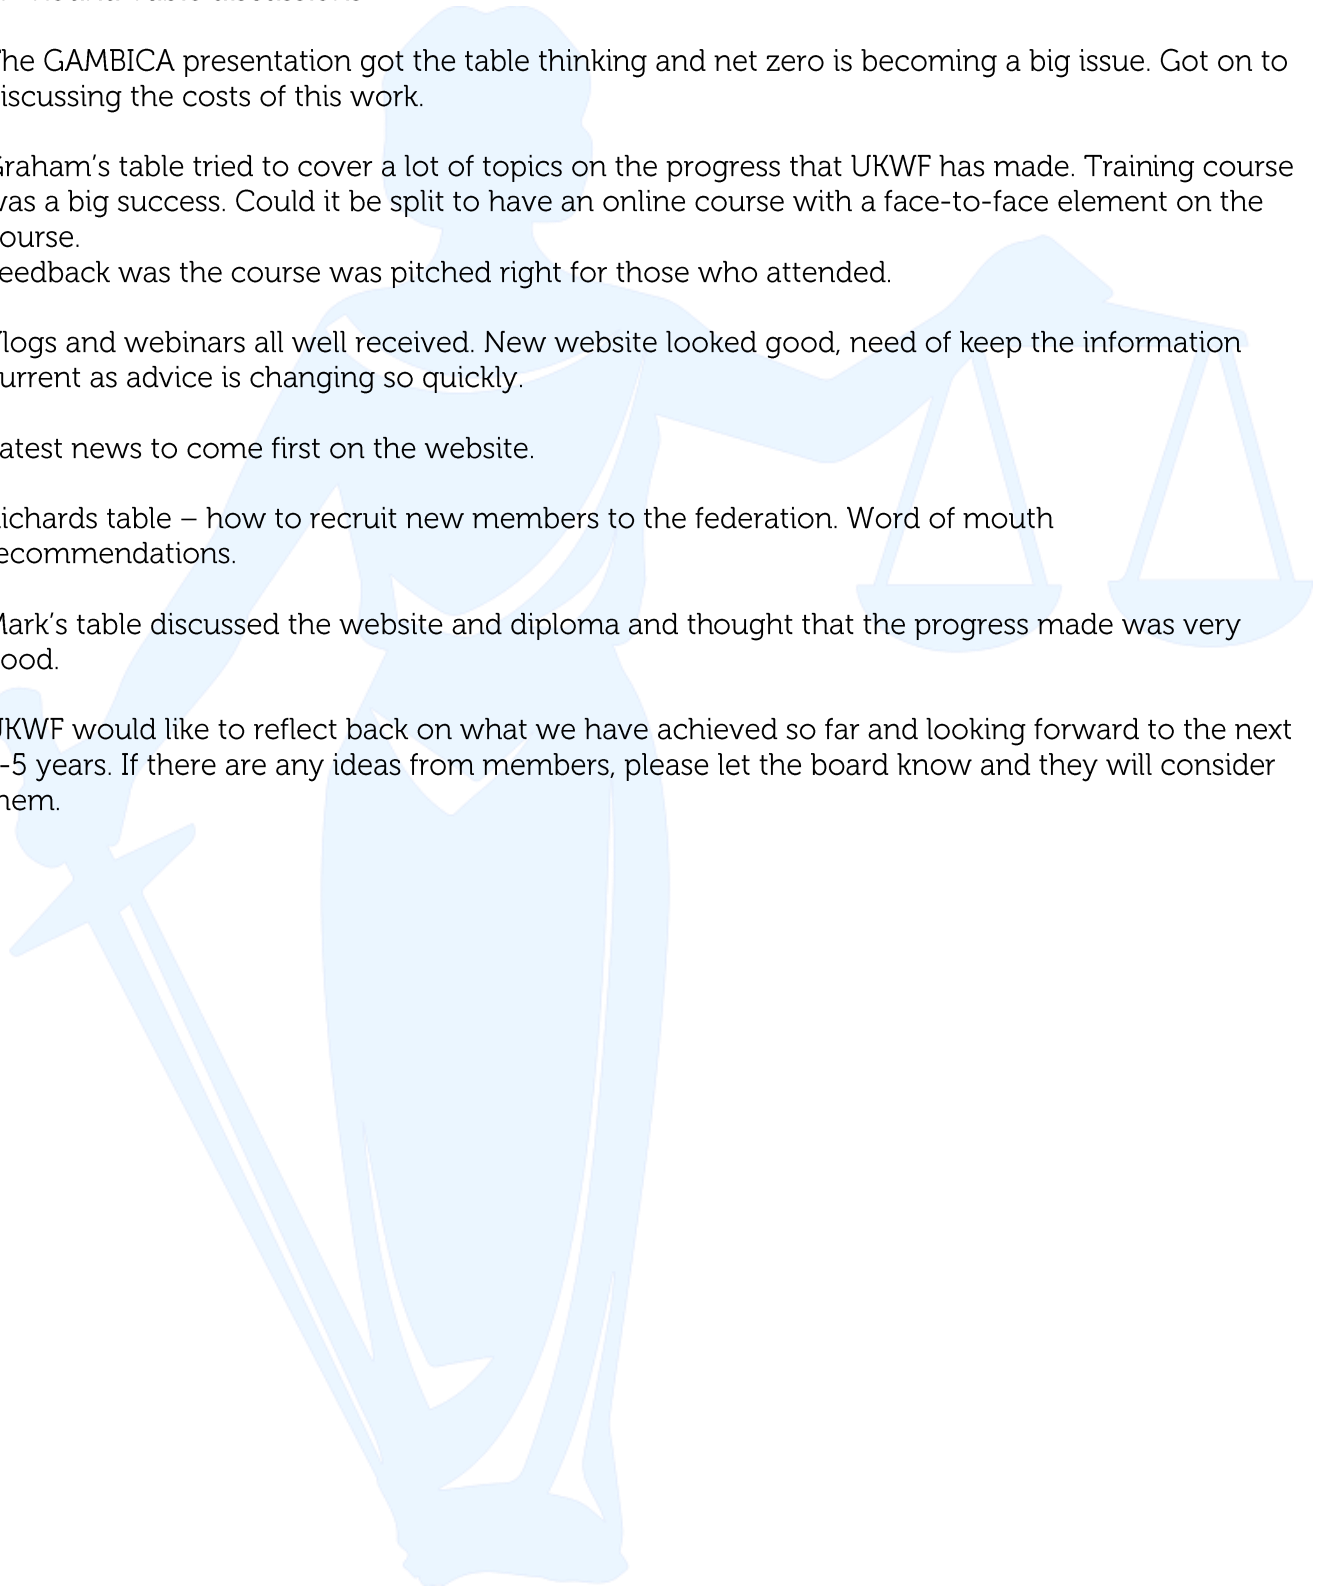 he GAMBICA presentation got the table thinking and net zero is becoming a big issue. Got on to
iscussing the costs of this work.
Graham's table tried to cover a lot of topics on the progress that UKWF has made. Training course
was a big success. Could it be split to have an online course with a face-to-face element on the
ourse.
eedback was the course was pitched right for those who attended.
logs and webinars all well received. New website looked good, need of keep the information
urrent as advice is changing so quickly.
atest news to come first on the website.
ichards table – how to recruit new members to the federation. Word of mouth
ecommendations.
Mark's table discussed the website and diploma and thought that the progress made was very
ood.
UKWF would like to reflect back on what we have achieved so far and looking forward to the next
-5 years. If there are any ideas from members, please let the board know and they will consider
hem.